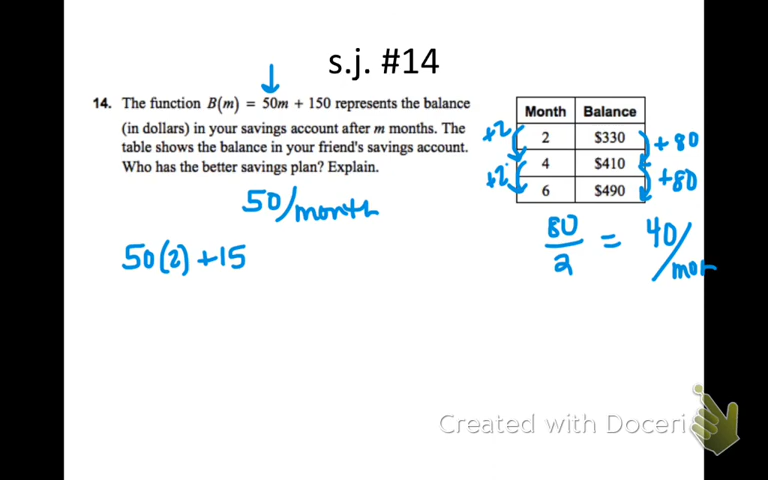 s.j. #14
14. The function B(m) = 50m + 150 represents the balance
(in dollars) in your savings account after m months. The
table shows the balance in your friend's savings account.
Who has the better savings plan? Explain.
Month Balance
2 $330
4 $410
6 $490
+2
+2
+80
+80
50/month
80/2 = 40/mon
50(2)+15
Created with Doceri